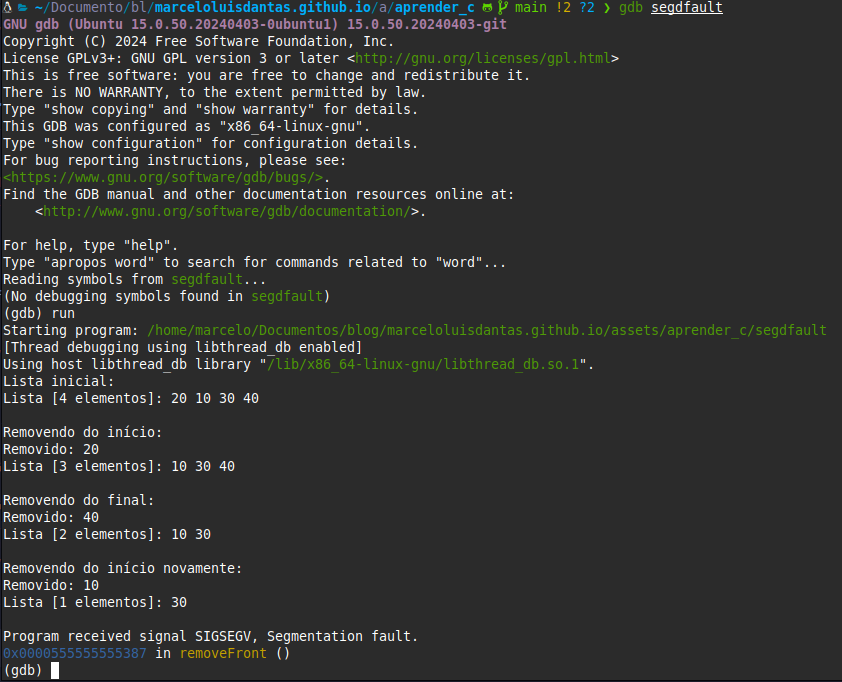 ~/Documento/bl/marceloluisdantas.github.io/a/aprender_c main !2 ?2 ❯ gdb segdfault
GNU gdb (Ubuntu 15.0.50.20240403-0ubuntu1) 15.0.50.20240403-git
Copyright (C) 2024 Free Software Foundation, Inc.
License GPLv3+: GNU GPL version 3 or later <http://gnu.org/licenses/gpl.html>
This is free software: you are free to change and redistribute it.
There is NO WARRANTY, to the extent permitted by law.
Type "show copying" and "show warranty" for details.
This GDB was configured as "x86_64-linux-gnu".
Type "show configuration" for configuration details.
For bug reporting instructions, please see:
<https://www.gnu.org/software/gdb/bugs/>.
Find the GDB manual and other documentation resources online at:
    <http://www.gnu.org/software/gdb/documentation/>.

For help, type "help".
Type "apropos word" to search for commands related to "word"...
Reading symbols from segdfault...
(No debugging symbols found in segdfault)
(gdb) run
Starting program: /home/marcelo/Documentos/blog/marceloluisdantas.github.io/assets/aprender_c/segdfault
[Thread debugging using libthread_db enabled]
Using host libthread_db library "/lib/x86_64-linux-gnu/libthread_db.so.1".
Lista inicial:
Lista [4 elementos]: 20 10 30 40

Removendo do início:
Removido: 20
Lista [3 elementos]: 10 30 40

Removendo do final:
Removido: 40
Lista [2 elementos]: 10 30

Removendo do início novamente:
Removido: 10
Lista [1 elementos]: 30

Program received signal SIGSEGV, Segmentation fault.
0x0000555555555387 in removeFront ()
(gdb)